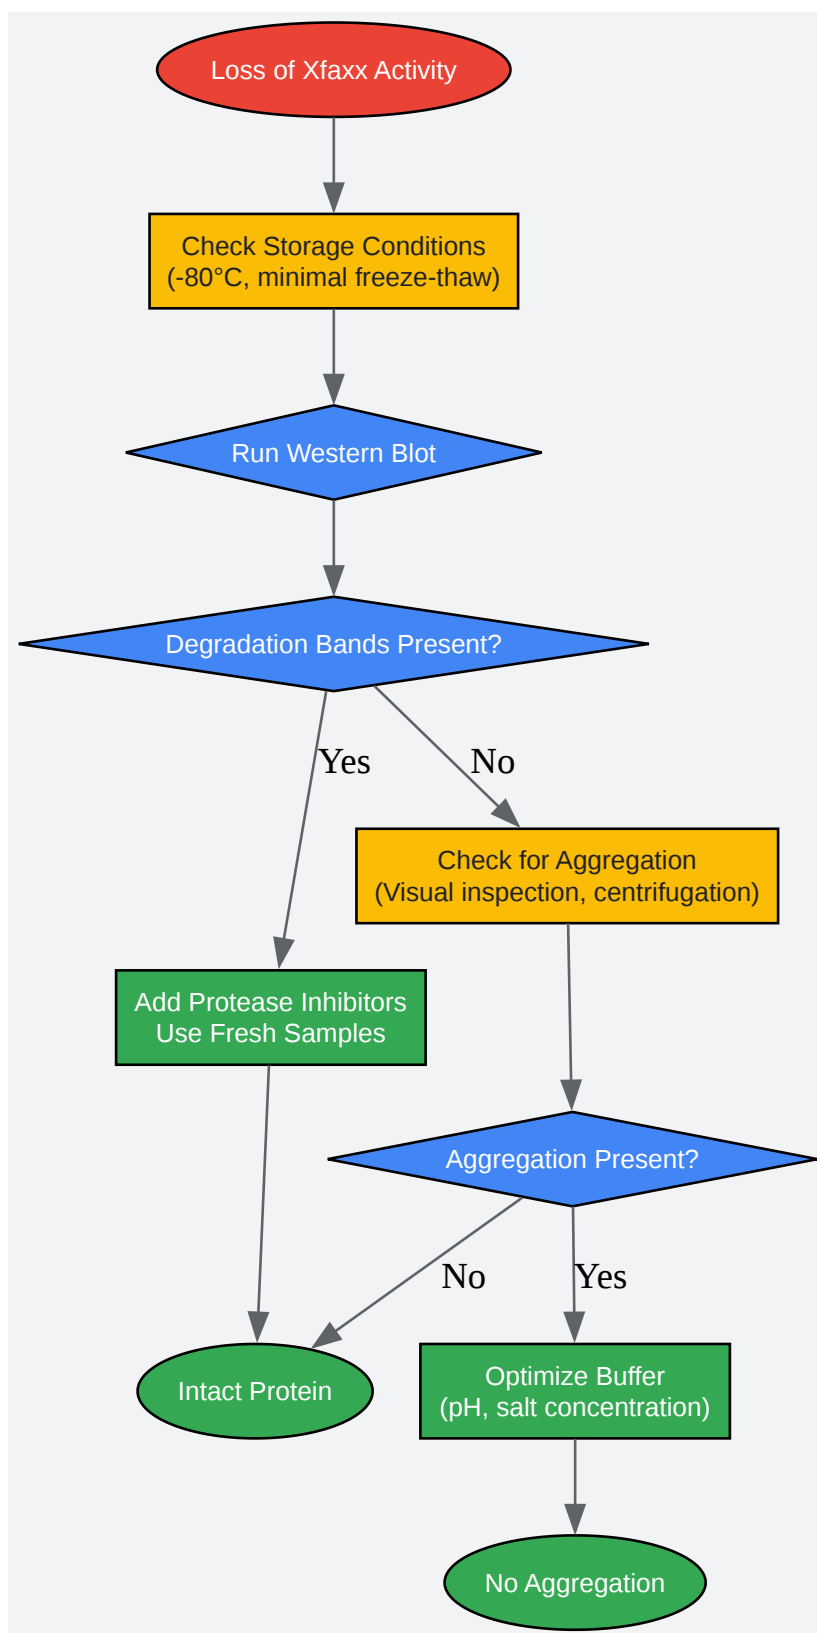 Loss of Xfaxx Activity
Check Storage Conditions
(-80°C, minimal freeze-thaw)
Run Western Blot
Degradation Bands Present?
Yes
No
Check for Aggregation
(Visual inspection, centrifugation)
Add Protease Inhibitors
Use Fresh Samples
Aggregation Present?
No
Yes
Intact Protein
Optimize Buffer
(pH, salt concentration)
No Aggregation